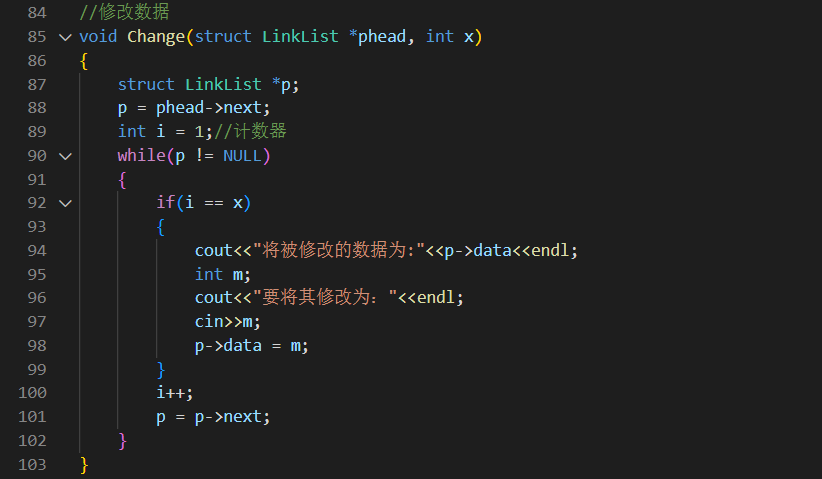 84 //修改数据
85 void Change(struct LinkList *phead, int x)
86 {
87 struct LinkList *p;
88 p = phead->next;
89 int i = 1;//计数器
90 while(p != NULL)
91 {
92 if(i == x)
93 {
94 cout<<"将被修改的数据为:"<<p->data<<endl;
95 int m;
96 cout<<"要将其修改为："<<endl;
97 cin>>m;
98 p->data = m;
99 }
100 i++;
101 p = p->next;
102 }
103 }